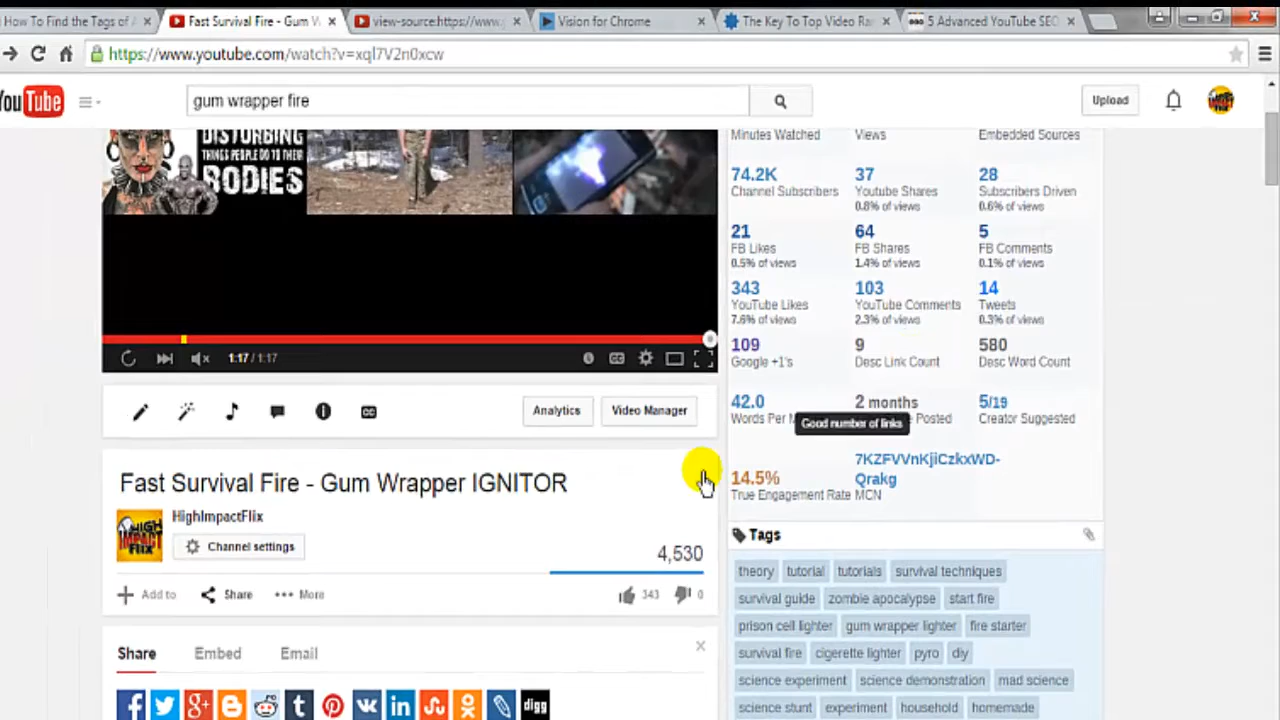 How To Find the Tags of A
Fast Survival Fire - Gum W
view-source:https://www.
Vision for Chrome
The Key To Top Video Ra
5 Advanced YouTube SEO
https://www.youtube.com/watch?v=xql7V2n0xcw
YouTube
gum wrapper fire
Upload
DISTURBING
THINGS PEOPLE DO TO THEIR
BODIES
Minutes Watched
Views
Embedded Sources
74.2K
Channel Subscribers
37
Youtube Shares
0.8% of views
28
Subscribers Driven
0.6% of views
21
FB Likes
0.5% of views
64
FB Shares
1.4% of views
5
FB Comments
0.1% of views
343
YouTube Likes
7.6% of views
103
YouTube Comments
2.3% of views
14
Tweets
0.3% of views
109
Google +1's
9
Desc Link Count
580
Desc Word Count
42.0
Words Per M
2 months
Posted
5/19
Creator Suggested
Good number of links
14.5%
True Engagement Rate
7KZFVVnKjiCzkxWD-
Qrakg
MCN
1:17 / 1:17
Analytics
Video Manager
Fast Survival Fire - Gum Wrapper IGNITOR
HIGH
IMPACT
FLIX
HighImpactFlix
Channel settings
4,530
Add to
Share
More
343
0
Share
Embed
Email
digg
Tags
theory tutorial tutorials survival techniques
survival guide zombie apocalypse start fire
prison cell lighter gum wrapper lighter fire starter
survival fire cigerette lighter pyro diy
science experiment science demonstration mad science
science stunt experiment household homemade